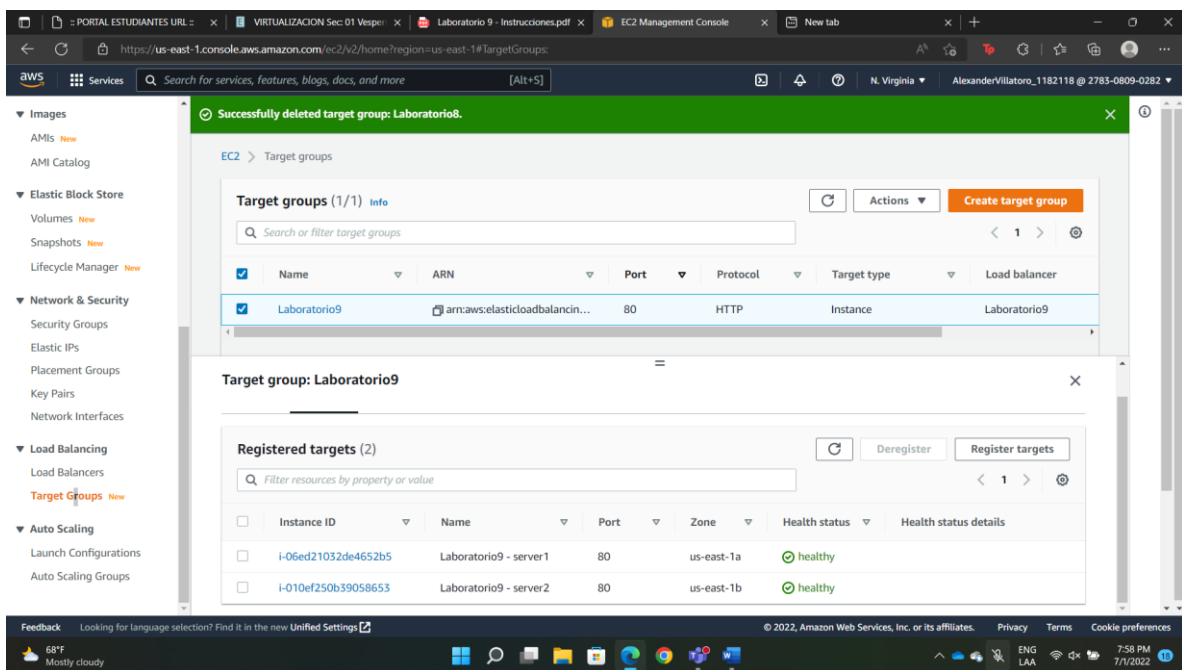 :: PORTAL ESTUDIANTES URL ::
VIRTUALIZACION Sec: 01 Vesper
Laboratorio 9 - Instrucciones.pdf
EC2 Management Console
New tab
https://us-east-1.console.aws.amazon.com/ec2/v2/home?region=us-east-1#TargetGroups:
aws Services Search for services, features, blogs, docs, and more [Alt+S] N. Virginia AlexanderVillatoro_1182118 @ 2783-0809-0282
Images
AMIs New
AMI Catalog
Elastic Block Store
Volumes New
Snapshots New
Lifecycle Manager New
Network & Security
Security Groups
Elastic IPs
Placement Groups
Key Pairs
Network Interfaces
Load Balancing
Load Balancers
Target Groups New
Auto Scaling
Launch Configurations
Auto Scaling Groups
Successfully deleted target group: Laboratorio8.
EC2 > Target groups
Target groups (1/1) Info Actions Create target group
Search or filter target groups 1
Name ARN Port Protocol Target type Load balancer
Laboratorio9 arn:aws:elasticloadbalancin... 80 HTTP Instance Laboratorio9
Target group: Laboratorio9
Registered targets (2) Deregister Register targets
Filter resources by property or value 1
Instance ID Name Port Zone Health status Health status details
i-06ed21032de4652b5 Laboratorio9 - server1 80 us-east-1a healthy
i-010ef250b39058653 Laboratorio9 - server2 80 us-east-1b healthy
Feedback Looking for language selection? Find it in the new Unified Settings © 2022, Amazon Web Services, Inc. or its affiliates. Privacy Terms Cookie preferences
68°F
Mostly cloudy
ENG
LAA
7:58 PM
7/1/2022
18